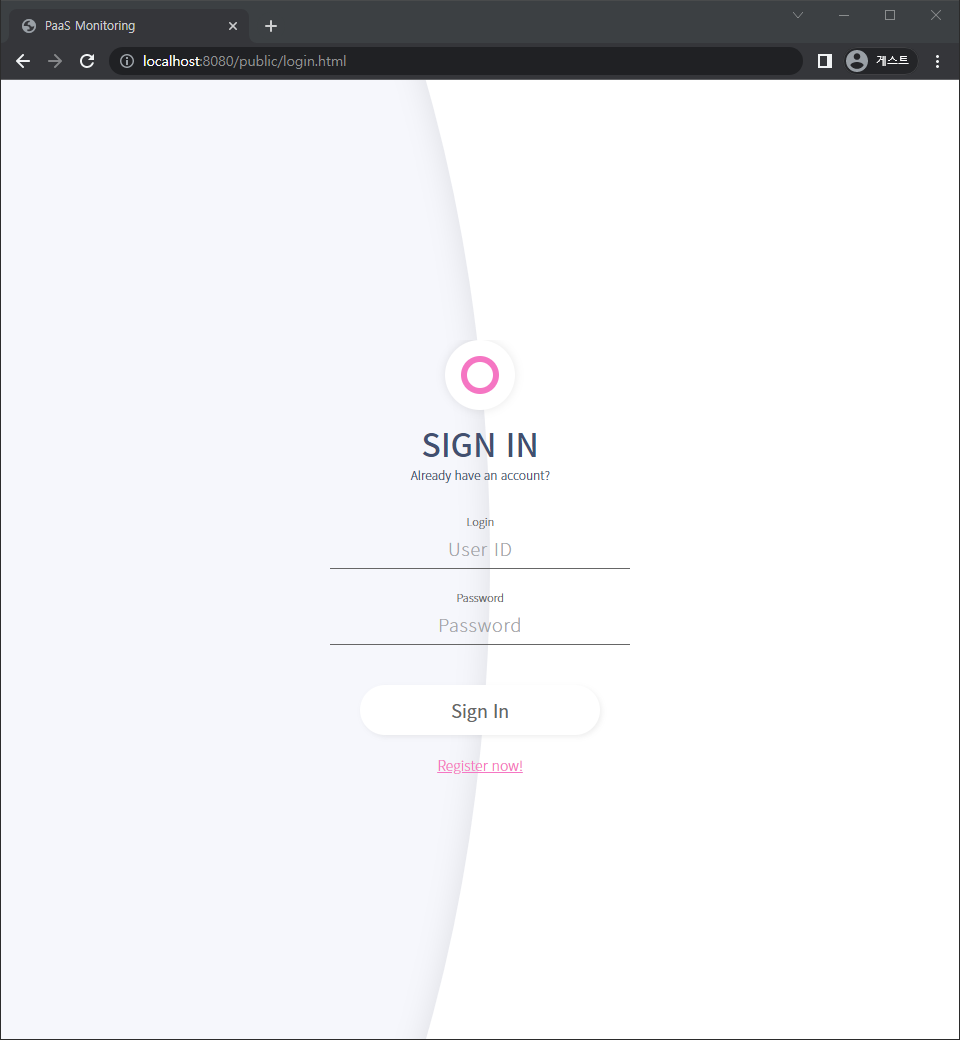 PaaS Monitoring
localhost:8080/public/login.html
게스트
SIGN IN
Already have an account?
Login
User ID
Password
Password
Sign In
Register now!